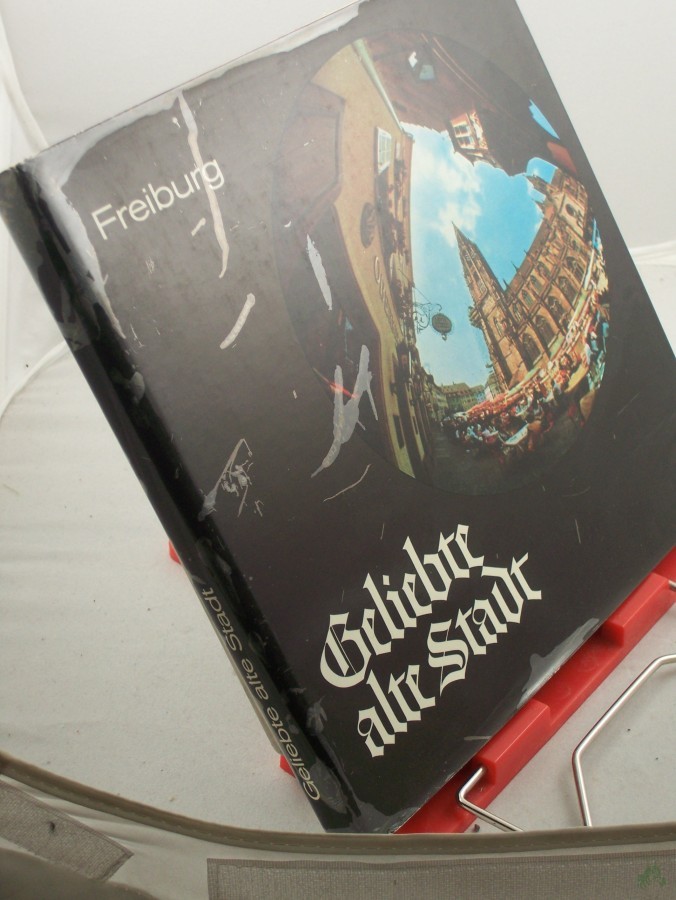 Freiburg
Geliebte
alte Stadt
Geliebte alte Stadt /